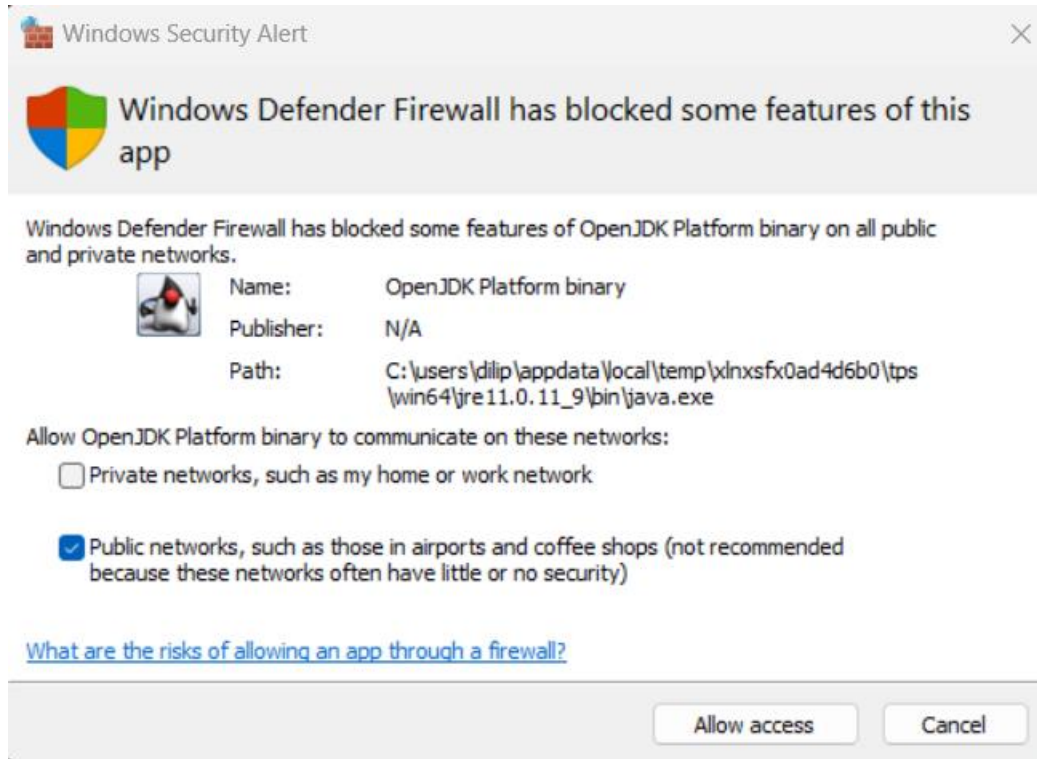 Windows Security Alert
Windows Defender Firewall has blocked some features of this
app
Windows Defender Firewall has blocked some features of OpenJDK Platform binary on all public
and private networks.
Name: OpenJDK Platform binary
Publisher: N/A
Path: C:\users\dilip\appdata\local\temp\xlnxsfx0ad4d6b0\tps
\win64\jre11.0.11_9\bin\java.exe
Allow OpenJDK Platform binary to communicate on these networks:
Private networks, such as my home or work network
Public networks, such as those in airports and coffee shops (not recommended
because these networks often have little or no security)
What are the risks of allowing an app through a firewall?
Allow access Cancel